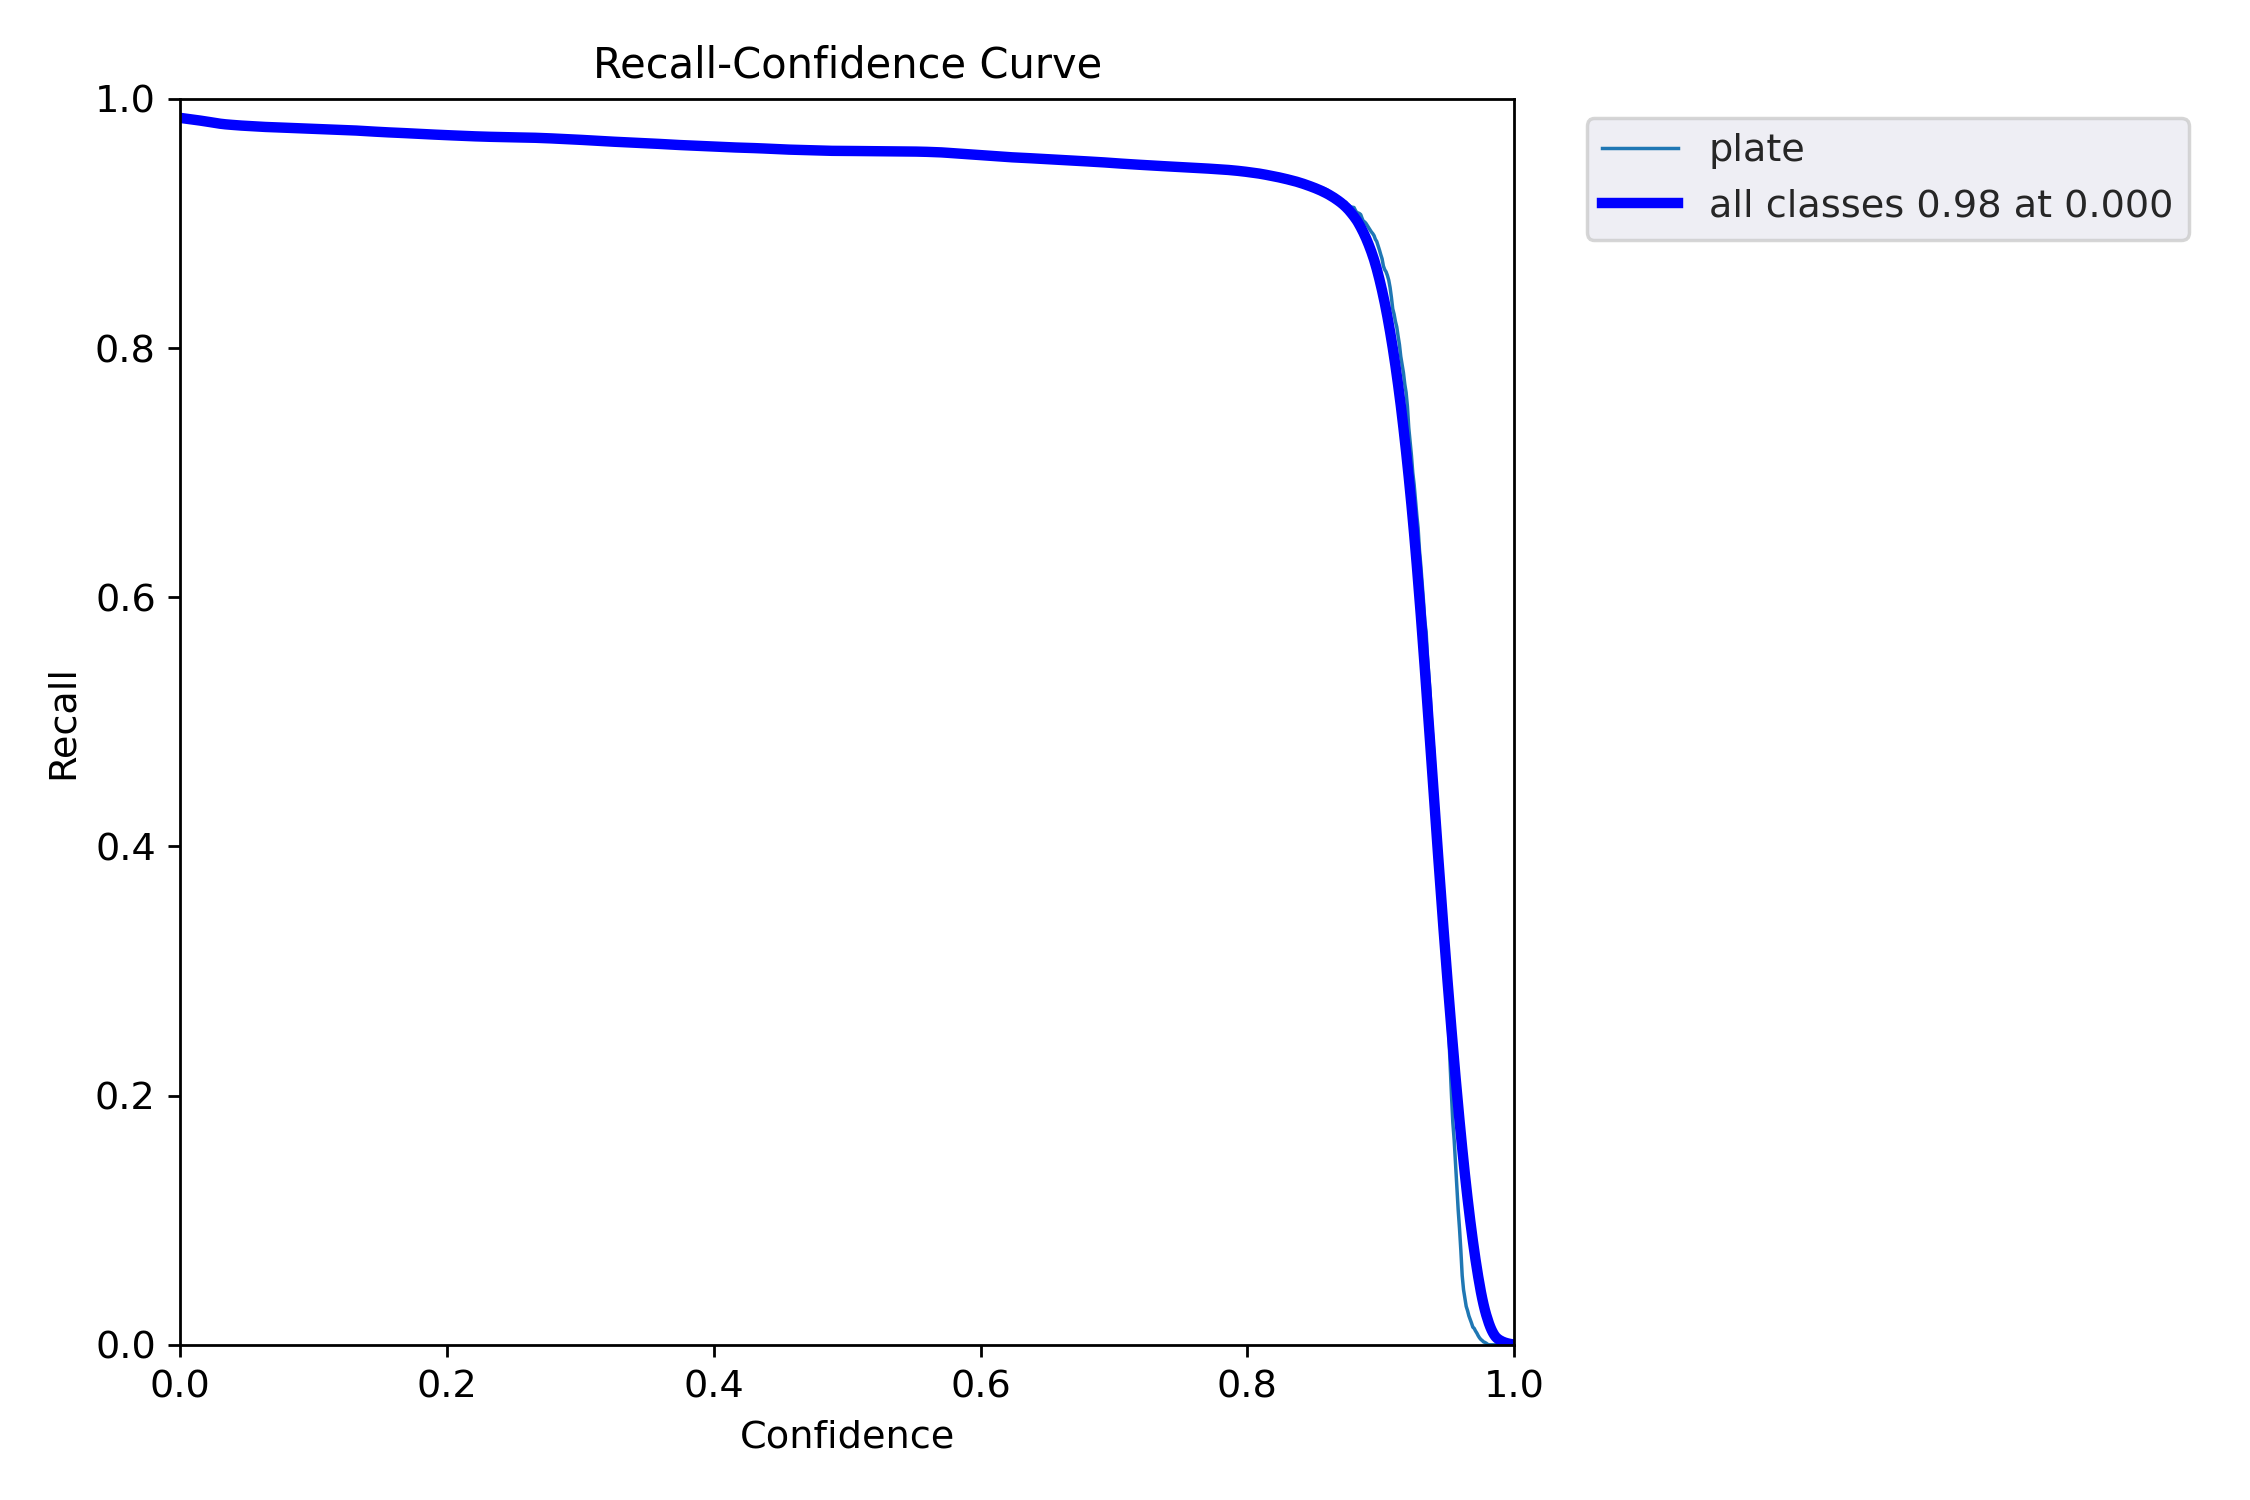 Recall-Confidence Curve
1.0
0.8
0.6
0.4
0.2
0.0
Recall
0.0 0.2 0.4 0.6 0.8 1.0
Confidence
plate
all classes 0.98 at 0.000